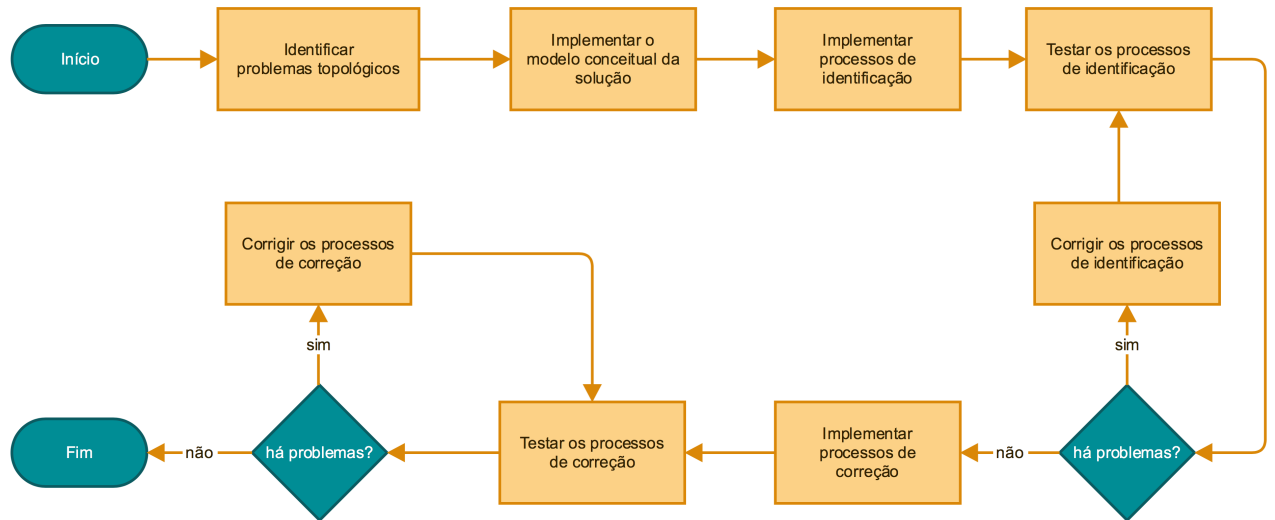 Início
Identificar
problemas topológicos
Implementar o
modelo conceitual da
solução
Implementar
processos de
identificação
Testar os processos
de identificação
Corrigir os processos
de correção
Corrigir os processos
de identificação
sim
sim
Fim
não
há problemas?
Testar os processos
de correção
Implementar
processos de
correção
não
há problemas?